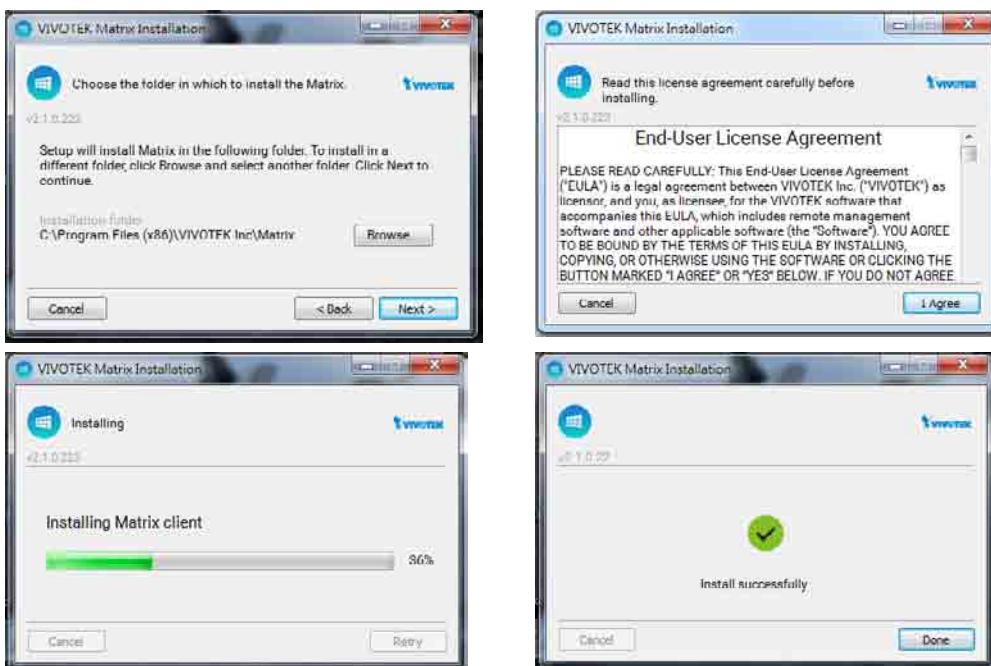 VIVOTEK Matrix Installation
Choose the folder in which to install the Matrix.
VIVOTEK
v2.1.0.223
Setup will install Matrix in the following folder. To install in a
different folder, click Browse and select another folder. Click Next to
continue.
Installation folder
C:\Program Files (x86)\VIVOTEK Inc\Matrix
Browse...
Cancel
< Back
Next >
VIVOTEK Matrix Installation
Read this license agreement carefully before
installing.
VIVOTEK
v2.1.0.223
End-User License Agreement
PLEASE READ CAREFULLY: This End-User License Agreement
("EULA") is a legal agreement between VIVOTEK Inc. ("VIVOTEK") as
licensor, and you, as licensee, for the VIVOTEK software that
accompanies this EULA, which includes remote management
software and other applicable software (the "Software"). YOU AGREE
TO BE BOUND BY THE TERMS OF THIS EULA BY INSTALLING,
COPYING, OR OTHERWISE USING THE SOFTWARE OR CLICKING THE
BUTTON MARKED "I AGREE" OR "YES" BELOW. IF YOU DO NOT AGREE
Cancel
I Agree
VIVOTEK Matrix Installation
Installing
VIVOTEK
v2.1.0.223
Installing Matrix client
36%
Cancel
Retry
VIVOTEK Matrix Installation
VIVOTEK
Install successfully
Cancel
Done